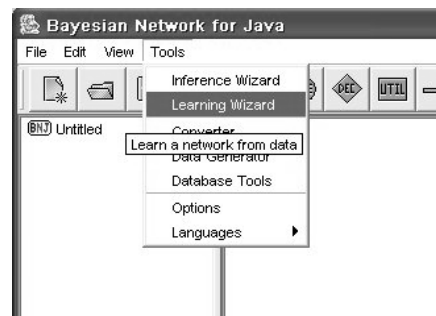 Bayesian Network for Java
File Edit View Tools
Inference Wizard
DEC UTIL
Learning Wizard
BNJ Untitled
Converter
Learn a network from data
Data Generator
Database Tools
Options
Languages